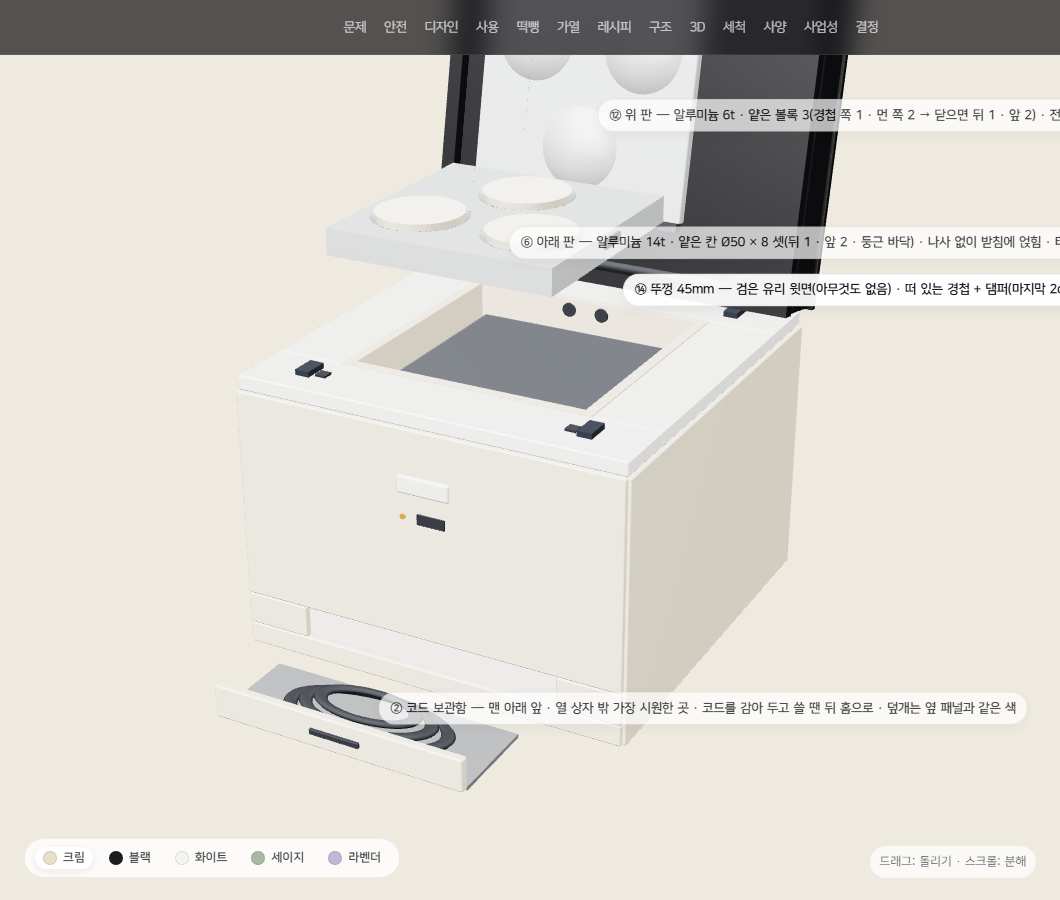 문제 안전 디자인 사용 떡뻥 가열 레시피 구조 3D 세척 사양 사업성 결정
⑫ 위 판 — 알루미늄 6t · 얕은 볼록 3(경첩 쪽 1 · 먼 쪽 2 → 닫으면 뒤 1 · 앞 2) · 전
⑥ 아래 판 — 알루미늄 14t · 얕은 칸 Ø50 × 8 셋(뒤 1 · 앞 2 · 둥근 바닥) · 나사 없이 받침에 얹힘 ·
⑭ 뚜껑 45mm — 검은 유리 윗면(아무것도 없음) · 떠 있는 경첩 + 댐퍼(마지막
② 코드 보관함 — 맨 아래 앞 · 열 상자 밖 가장 시원한 곳 · 코드를 감아 두고 쓸 땐 뒤 홈으로 · 덮개는 옆 패널과 같은 색
크림 블랙 화이트 세이지 라벤더
드래그: 돌리기 · 스크롤: 분해